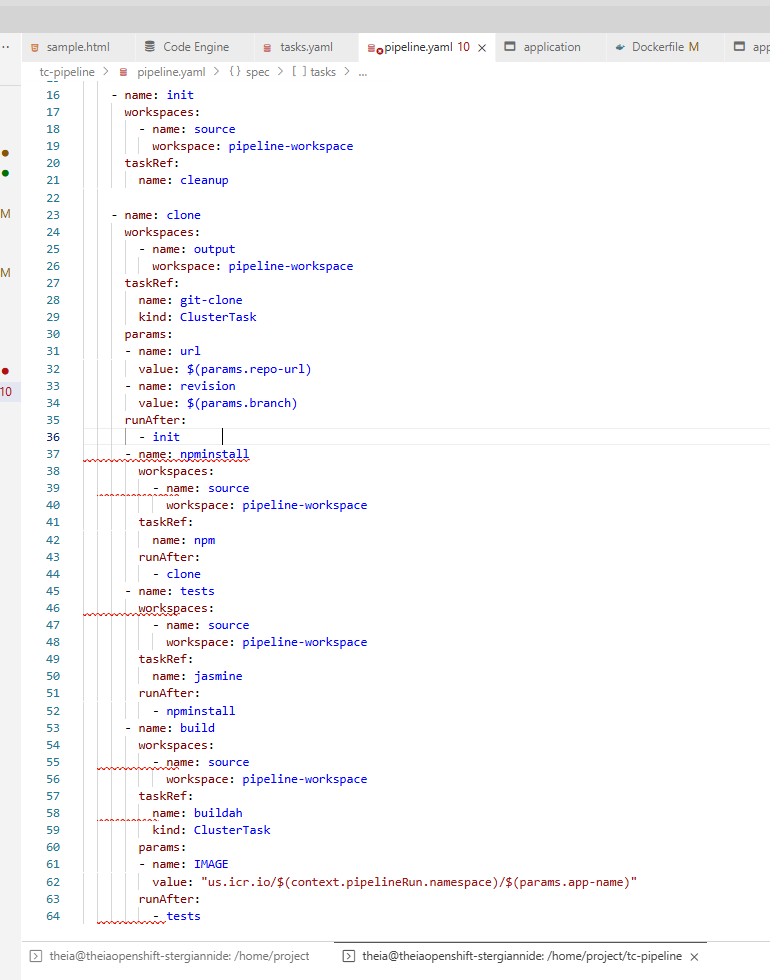 sample.html Code Engine tasks.yaml pipeline.yaml 10 application Dockerfile M app
tc-pipeline > pipeline.yaml > {} spec > [ ] tasks > ...
16 - name: init
17 workspaces:
18 - name: source
19 workspace: pipeline-workspace
20 taskRef:
21 name: cleanup
22
23 - name: clone
24 workspaces:
25 - name: output
26 workspace: pipeline-workspace
27 taskRef:
28 name: git-clone
29 kind: ClusterTask
30 params:
31 - name: url
32 value: $(params.repo-url)
33 - name: revision
34 value: $(params.branch)
35 runAfter:
36 - init
37 - name: npminstall
38 workspaces:
39 - name: source
40 workspace: pipeline-workspace
41 taskRef:
42 name: npm
43 runAfter:
44 - clone
45 - name: tests
46 workspaces:
47 - name: source
48 workspace: pipeline-workspace
49 taskRef:
50 name: jasmine
51 runAfter:
52 - npminstall
53 - name: build
54 workspaces:
55 - name: source
56 workspace: pipeline-workspace
57 taskRef:
58 name: buildah
59 kind: ClusterTask
60 params:
61 - name: IMAGE
62 value: "us.icr.io/$(context.pipelineRun.namespace)/$(params.app-name)"
63 runAfter:
64 - tests
M
M
10
theia@theiaopenshift-stergiannide: /home/project theia@theiaopenshift-stergiannide: /home/project/tc-pipeline